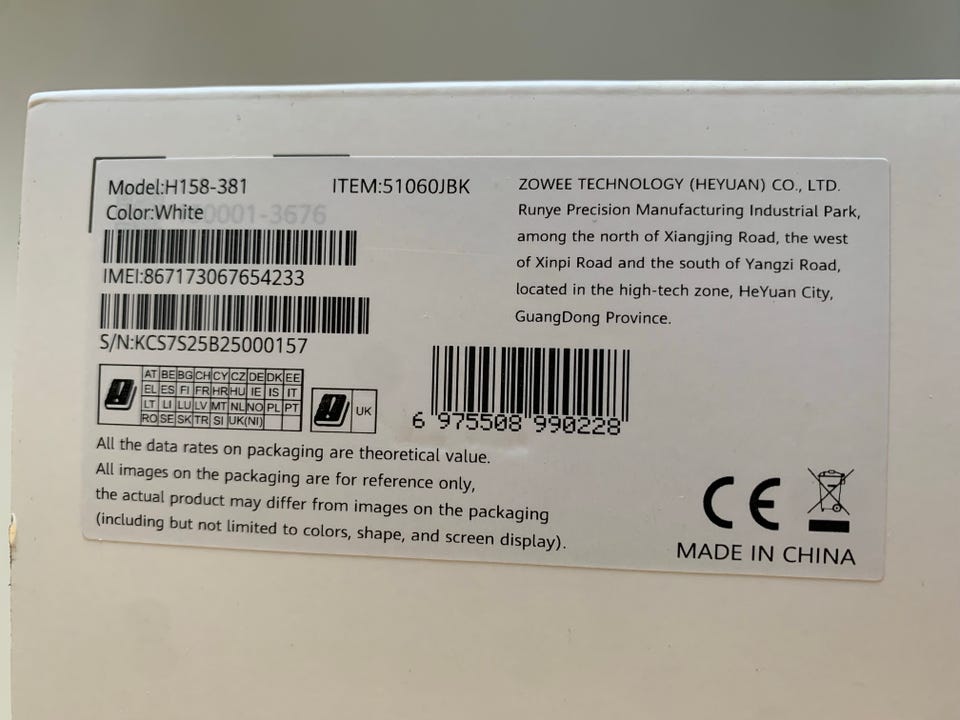 Model:H158-381
ITEM:51060JBK
Color:White
0001-3676
IMEI:867173067654233
S/N:KCS7S25B25000157
AT BE BG CH CY CZ DE DK EE
EL ES FI FR HR HU IE IS IT
LT LI LU LV MT NL NO PL PT
RO SE SK TR SI UK(NI)
UK
All the data rates on packaging are theoretical value.
All images on the packaging are for reference only,
the actual product may differ from images on the packaging
(including but not limited to colors, shape, and screen display).
ZOWEE TECHNOLOGY (HEYUAN) CO., LTD.
Runye Precision Manufacturing Industrial Park,
among the north of Xiangjing Road, the west
of Xinpi Road and the south of Yangzi Road,
located in the high-tech zone, HeYuan City,
GuangDong Province.
6 975508 990228
CE
MADE IN CHINA